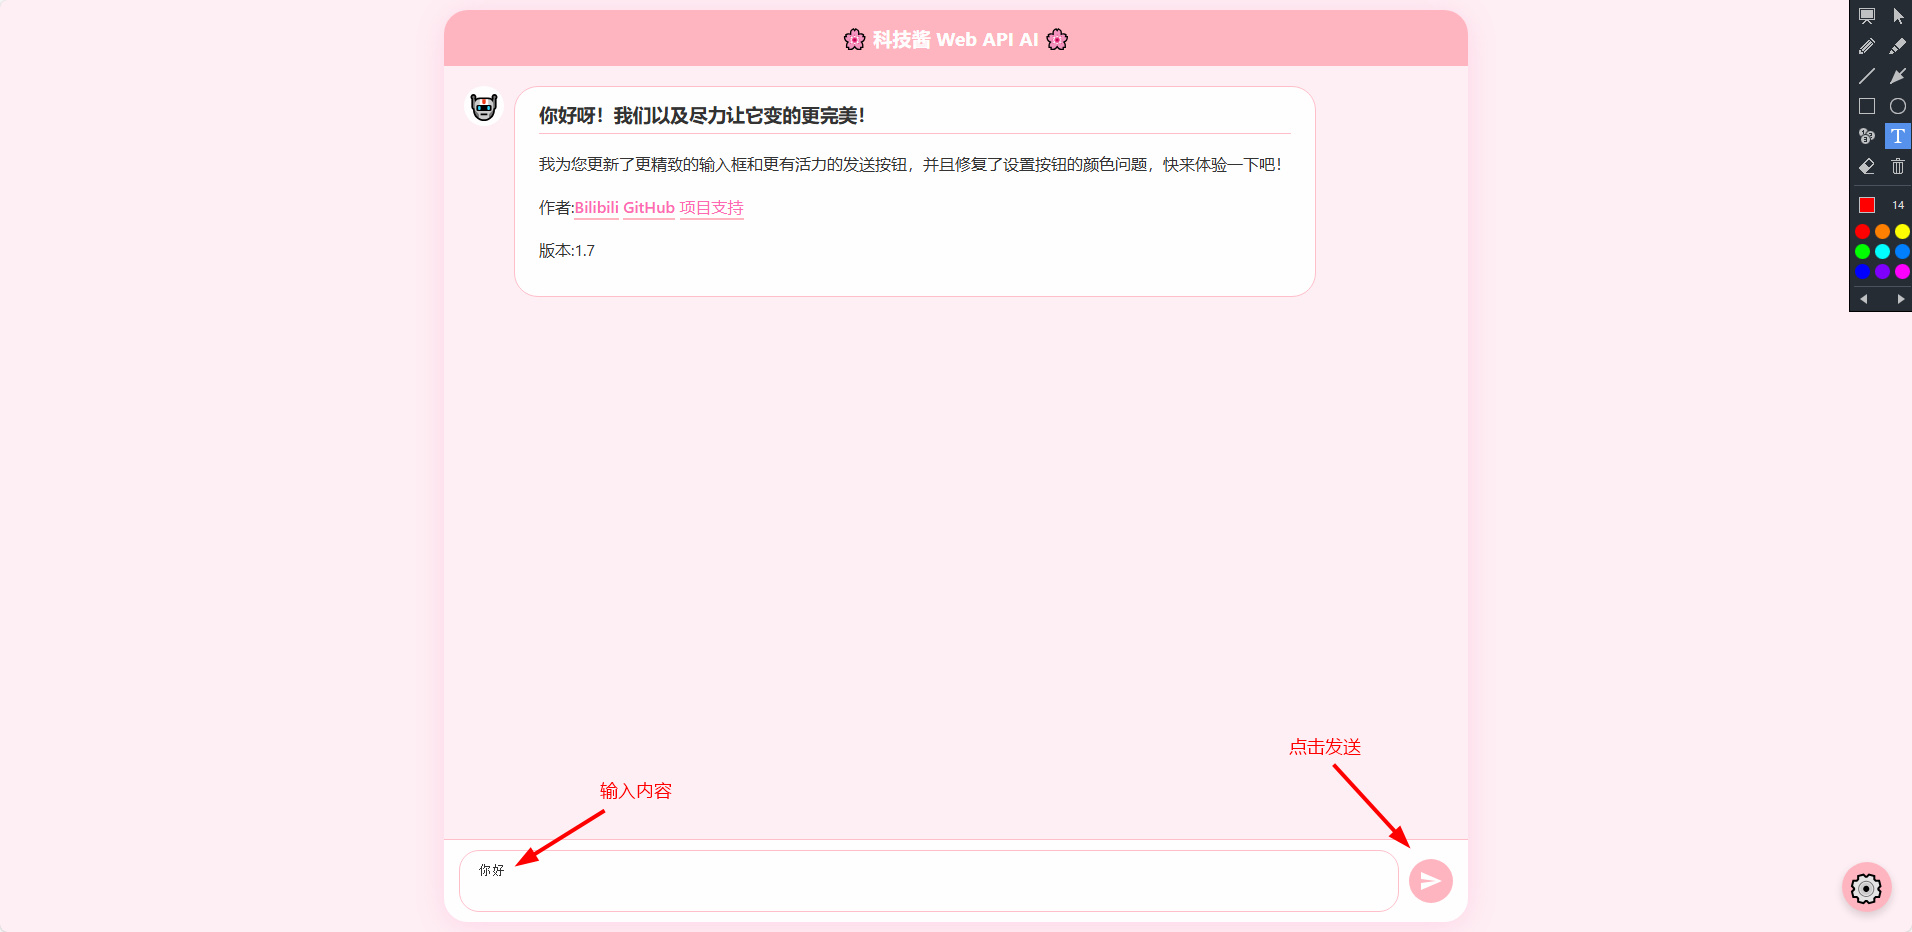 🌸 科技酱 Web API AI 🌸
你好呀！我们以及尽力让它变的更完美！
我为您更新了更精致的输入框和更有活力的发送按钮，并且修复了设置按钮的颜色问题，快来体验一下吧！
作者:Bilibili GitHub 项目支持
版本:1.7
点击发送
输入内容
你好
T
14